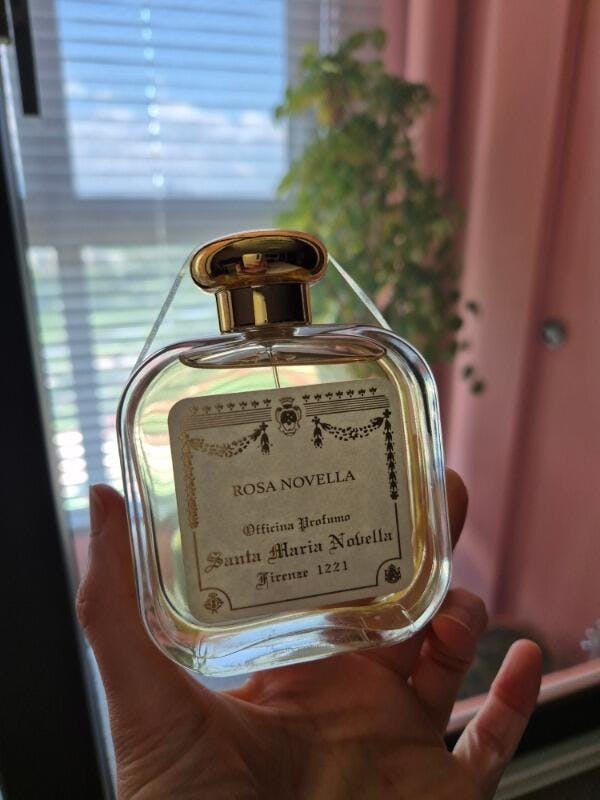 ROSA NOVELLA
Officina Profumo
Santa Maria Novella
Firenze 1221